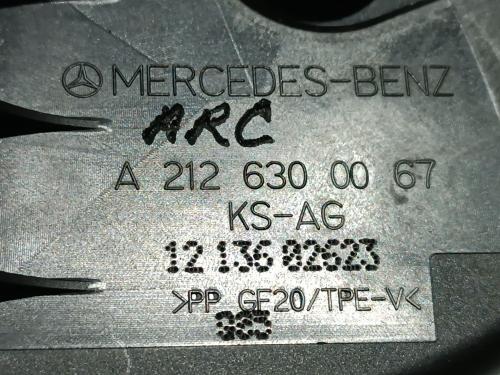 MERCEDES-BENZ
ARC
A 212 630 00 67
KS-AG
12 136 02623
>PP GF20/TPE-V<